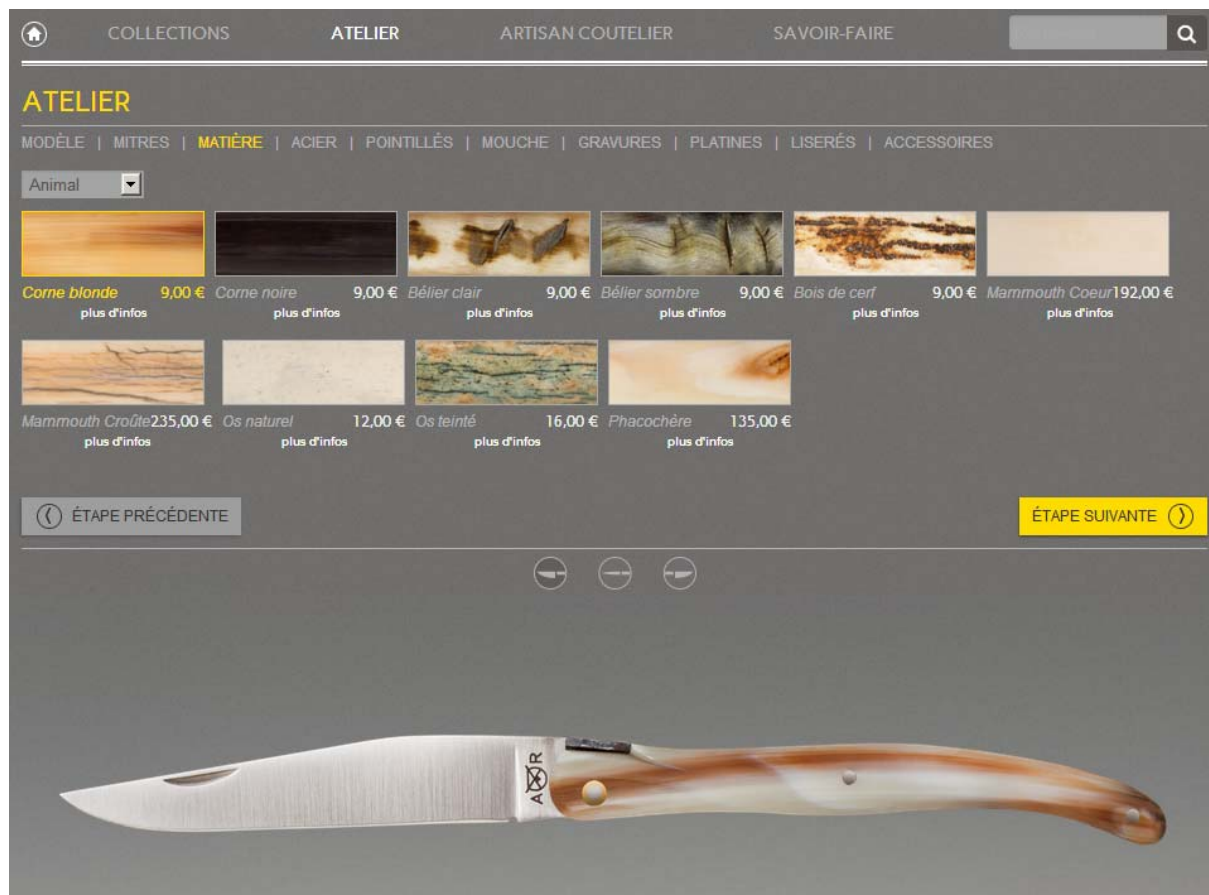 COLLECTIONS ATELIER ARTISAN COUTELIER SAVOIR-FAIRE
ATELIER
MODÈLE | MITRES | MATIÈRE | ACIER | POINTILLÉS | MOUCHE | GRAVURES | PLATINES | LISERÉS | ACCESSOIRES
Animal
Corne blonde 9,00 € Corne noire 9,00 € Bélier clair 9,00 € Bélier sombre 9,00 € Bois de cerf 9,00 € Mammouth Coeur 192,00 €
plus d'infos plus d'infos plus d'infos plus d'infos plus d'infos plus d'infos
Mammouth Croûte 235,00 € Os naturel 12,00 € Os teinté 16,00 € Phacochère 135,00 €
plus d'infos plus d'infos plus d'infos plus d'infos
ÉTAPE PRÉCÉDENTE ÉTAPE SUIVANTE
A R